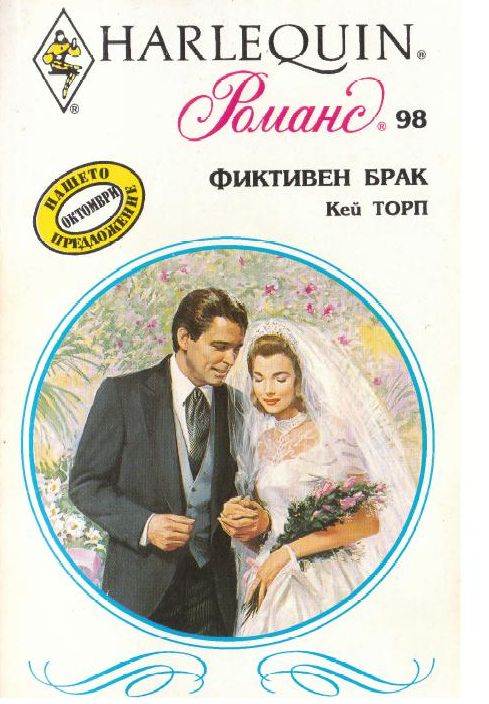 HARLEQUIN®
Романс® 98
®
ФИКТИВЕН БРАК
Кей ТОРП
НАШЕТО
ОКТОМВРИ
ПРЕДЛОЖЕНИЕ